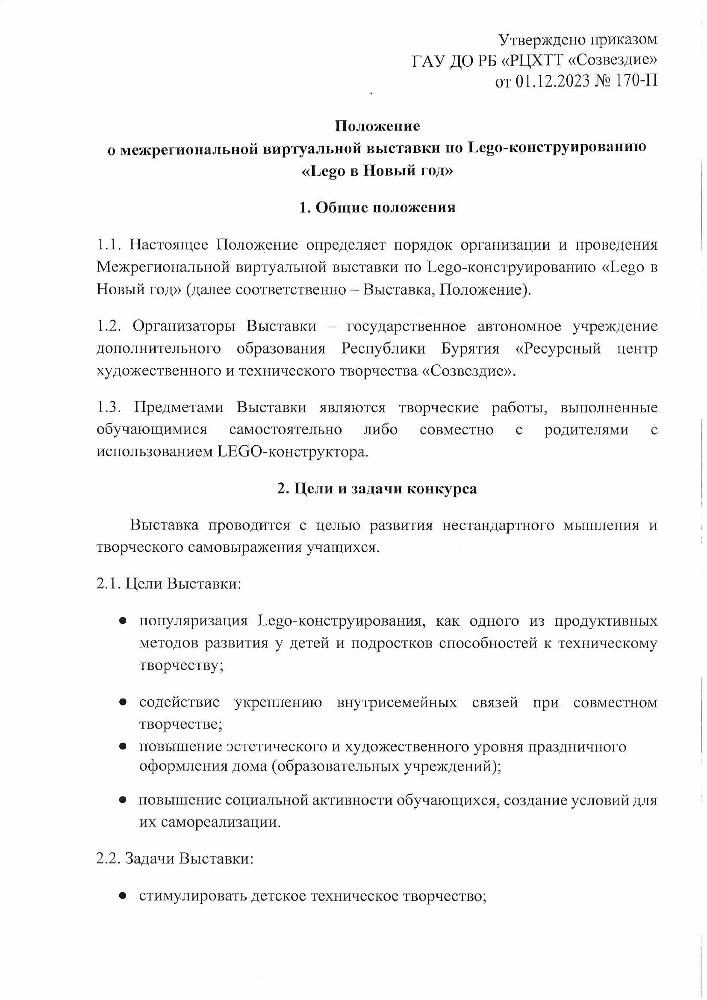 Утверждено приказом
ГАУ ДО РБ «РЦХТТ «Созвездие»
от 01.12.2023 № 170-П
Положение
о межрегиональной виртуальной выставки по Lego-конструированию
«Lego в Новый год»
1. Общие положения
1.1. Настоящее Положение определяет порядок организации и проведения
Межрегиональной виртуальной выставки по Lego-конструированию «Lego в
Новый год» (далее соответственно – Выставка, Положение).
1.2. Организаторы Выставки – государственное автономное учреждение
дополнительного образования Республики Бурятия «Ресурсный центр
художественного и технического творчества «Созвездие».
1.3. Предметами Выставки являются творческие работы, выполненные
обучающимися самостоятельно либо совместно с родителями с
использованием LEGO-конструктора.
2. Цели и задачи конкурса
Выставка проводится с целью развития нестандартного мышления и
творческого самовыражения учащихся.
2.1. Цели Выставки:
● популяризация Lego-конструирования, как одного из продуктивных
методов развития у детей и подростков способностей к техническому
творчеству;
● содействие укреплению внутрисемейных связей при совместном
творчестве;
● повышение эстетического и художественного уровня праздничного
оформления дома (образовательных учреждений);
● повышение социальной активности обучающихся, создание условий для
их самореализации.
2.2. Задачи Выставки:
● стимулировать детское техническое творчество;